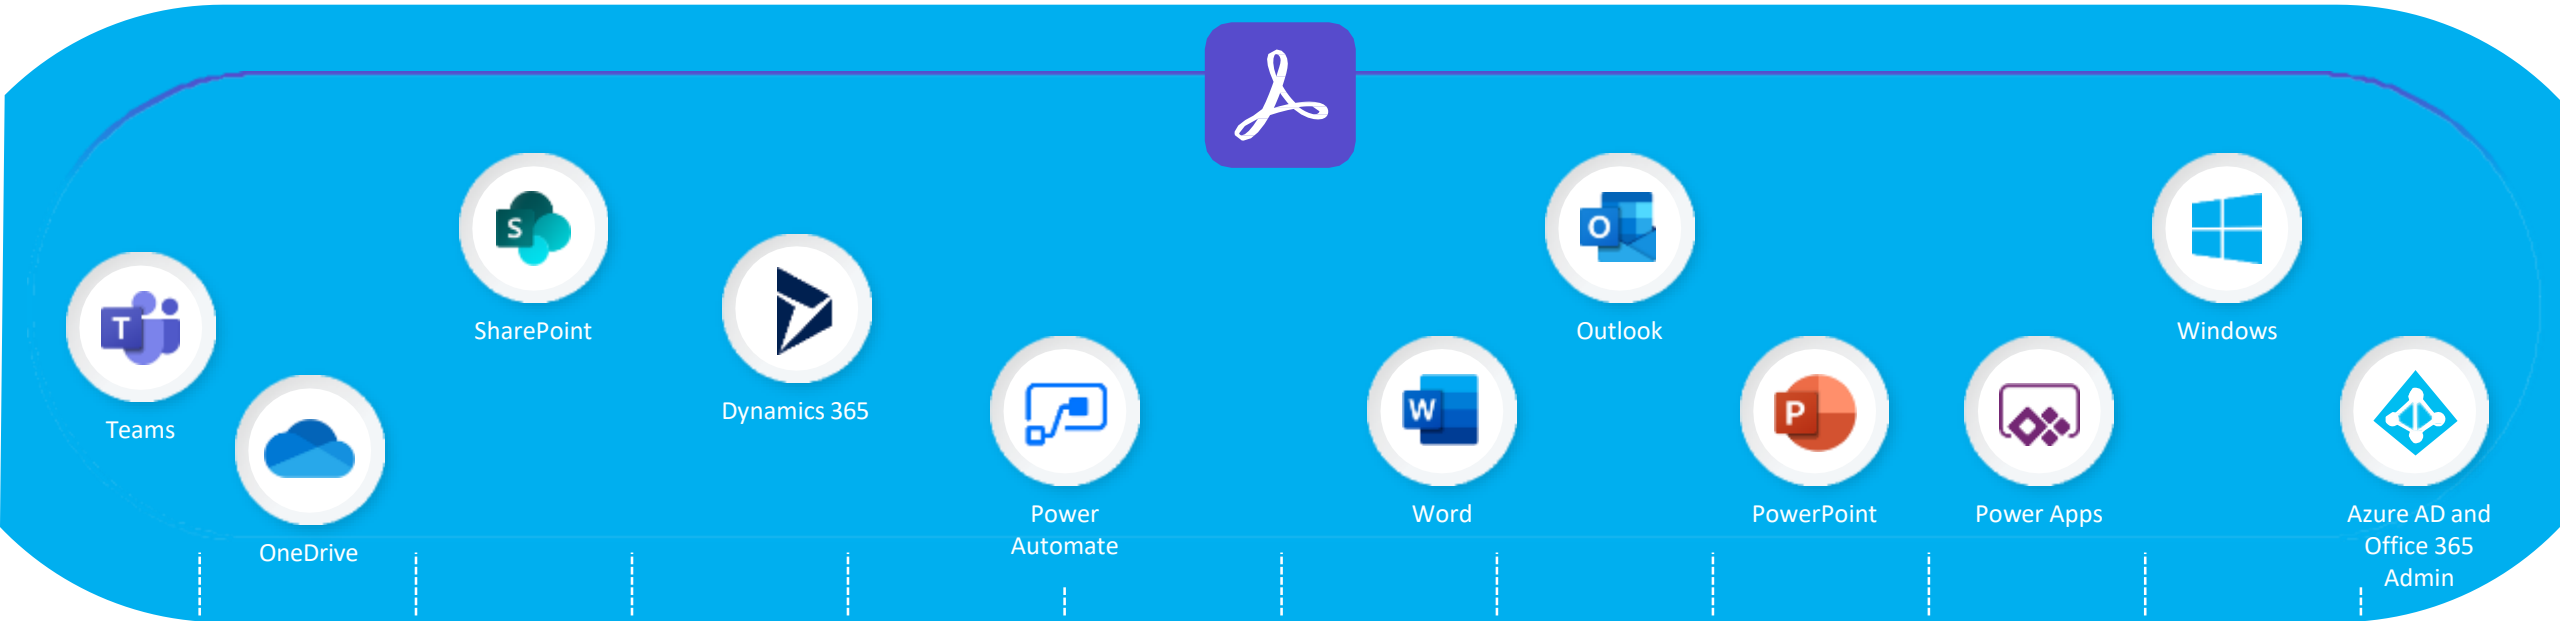 S
O
T
SharePoint
Outlook
Windows
Dynamics 365
W
P
Teams
OneDrive
Power
Automate
Word
PowerPoint
Power Apps
Azure AD and
Office 365
Admin